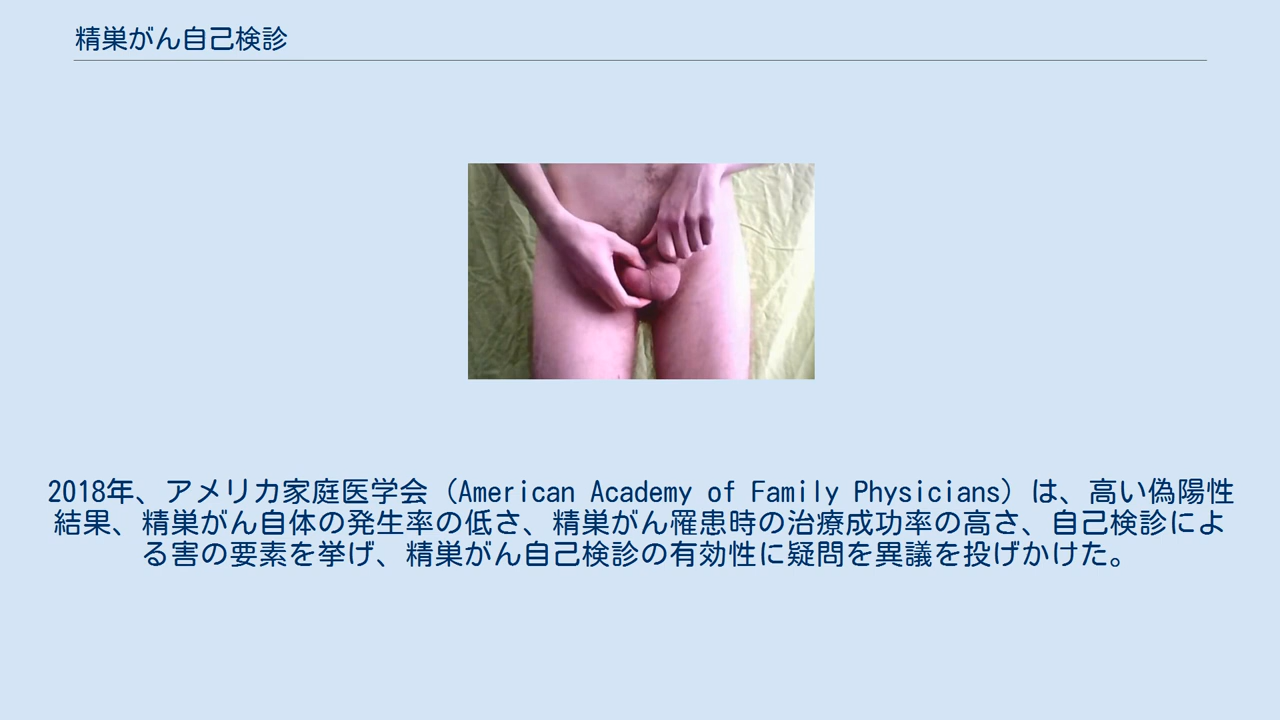 精巣がん自己検診
2018年、アメリカ家庭医学会（American Academy of Family Physicians）は、高い偽陽性
結果、精巣がん自体の発生率の低さ、精巣がん罹患時の治療成功率の高さ、自己検診によ
る害の要素を挙げ、精巣がん自己検診の有効性に疑問を異議を投げかけた。